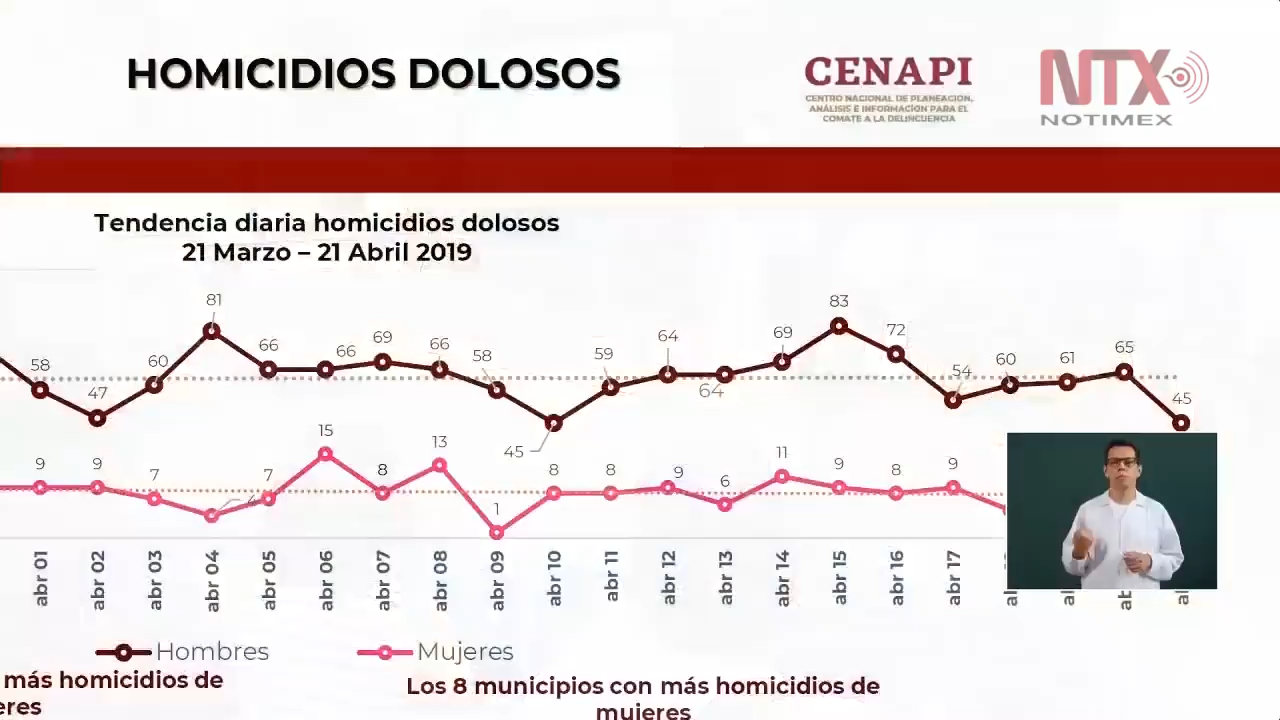 HOMICIDIOS DOLOSOS
CENAPI
CENTRO NACIONAL DE PLANEACIÓN,
ANÁLISIS E INFORMACIÓN PARA EL
COMATE A LA DELINCUENCIA
NTX
NOTIMEX
Tendencia diaria homicidios dolosos
21 Marzo – 21 Abril 2019
58 47 60 81 66 66 69 66 58 45 59 64 64 69 83 72 54 60 61 65 45
9 9 7 4 7 15 8 13 1 8 8 9 6 11 9 8 9
abr 01 abr 02 abr 03 abr 04 abr 05 abr 06 abr 07 abr 08 abr 09 abr 10 abr 11 abr 12 abr 13 abr 14 abr 15 abr 16 abr 17
Hombres Mujeres
más homicidios de
eres
Los 8 municipios con más homicidios de
mujeres